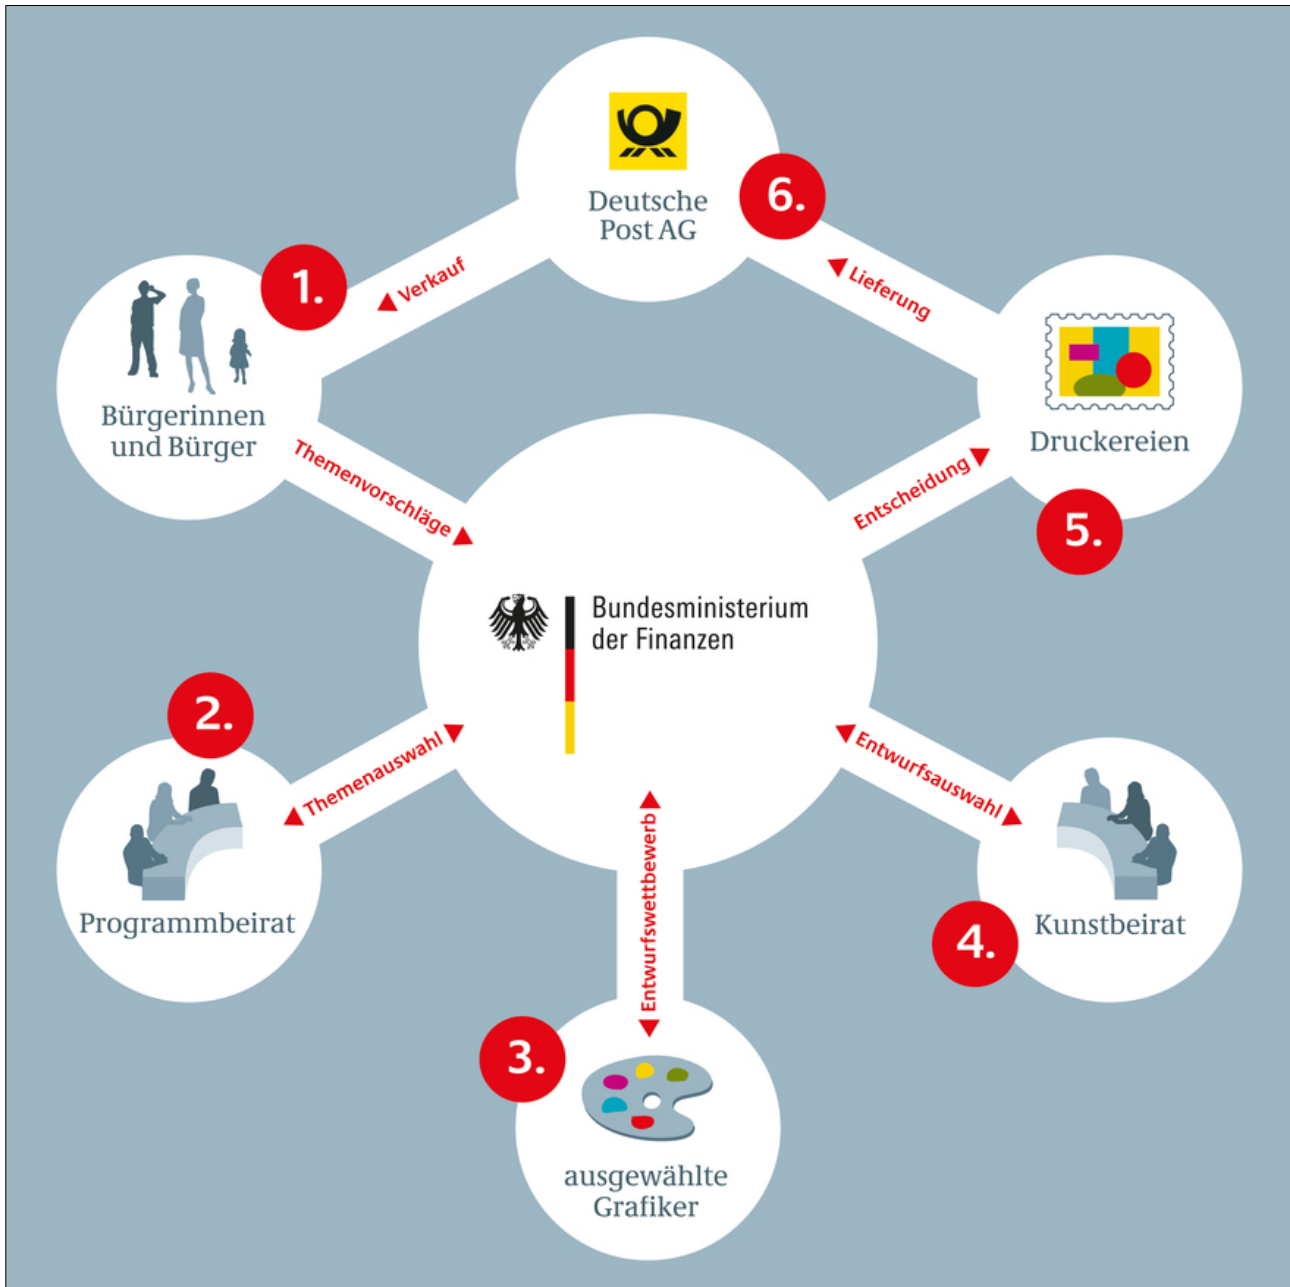 Deutsche
Post AG
6.
Verkauf
Lieferung
1.
Bürgerinnen
und Bürger
Druckereien
5.
Themenvorschläge
Entscheidung
Bundesministerium
der Finanzen
2.
Programmbeirat
Themenauswahl
Entwurfsauswahl
Kunstbeirat
4.
Entwurfswettbewerb
3.
ausgewählte
Grafiker